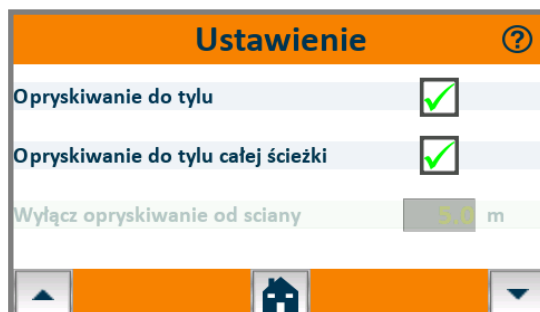 Ustawienie
?
Opryskiwanie do tylu
Opryskiwanie do tylu całej ścieżki
Wyłącz opryskiwanie od sciany 5.0 m